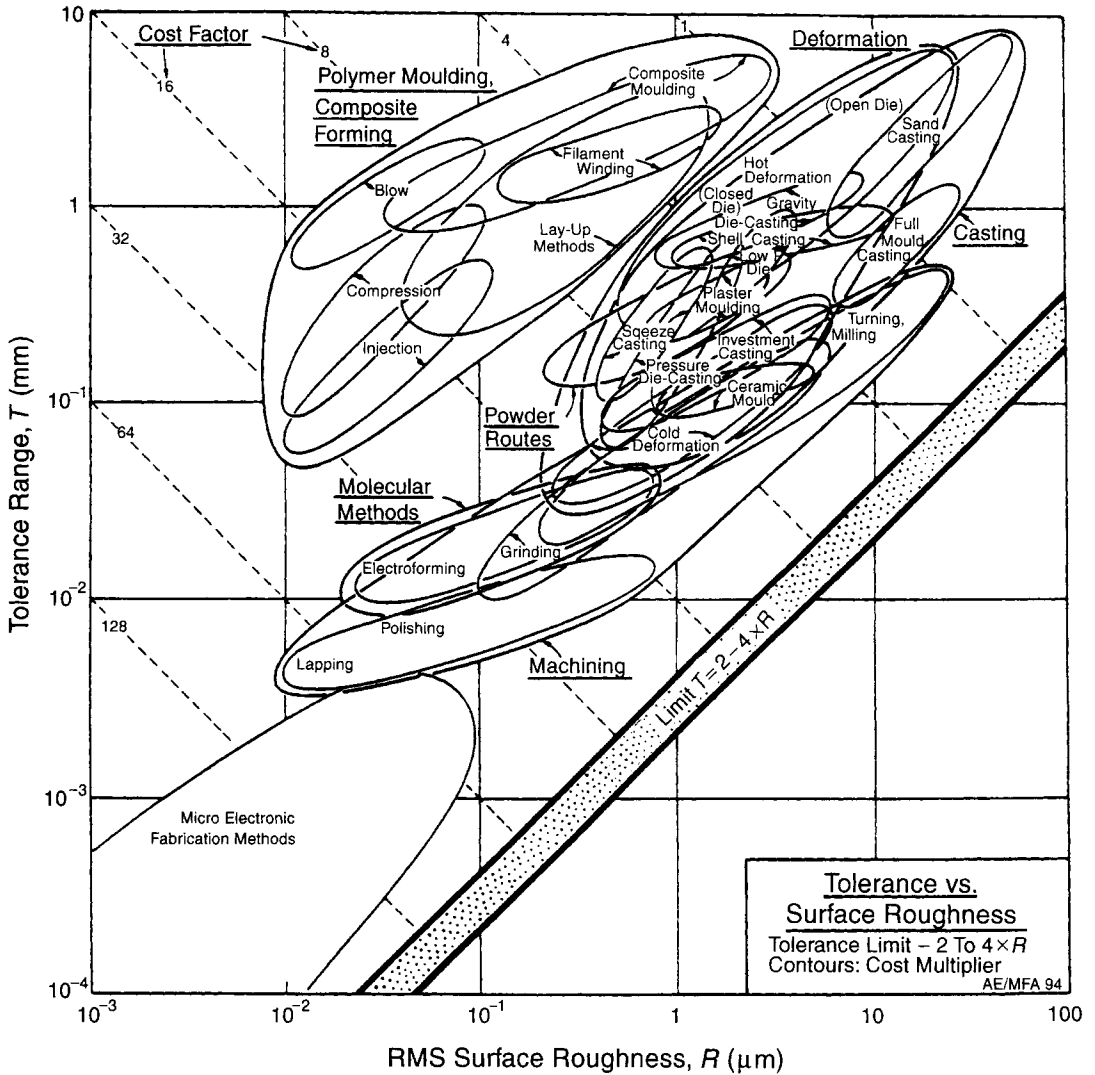 10
Cost Factor
8
16
4
1
Deformation
Polymer Moulding,
Composite
Forming
Composite
Moulding
(Open Die)
Sand
Casting
Filament
Winding
Blow
Hot
Deformation
(Closed
Die)
Gravity
Die-Casting
1
32
Lay-Up
Methods
Shell Casting
Full
Mould
Casting
Casting
Low P
Die
Compression
Plaster
Moulding
Injection
Sqeeze
Casting
Investment
Casting
Turning,
Milling
Pressure
Die-Casting
Ceramic
Mould
10⁻¹
64
Powder
Routes
Cold
Deformation
Molecular
Methods
Grinding
Electroforming
10⁻²
128
Polishing
Lapping
Machining
Limit T=2–4×R
10⁻³
Micro Electronic
Fabrication Methods
Tolerance vs.
Surface Roughness
Tolerance Limit – 2 To 4×R
Contours: Cost Multiplier
AE/MFA 94
10⁻⁴
10⁻³
10⁻²
10⁻¹
1
10
100
Tolerance Range, T (mm)
RMS Surface Roughness, R (μm)